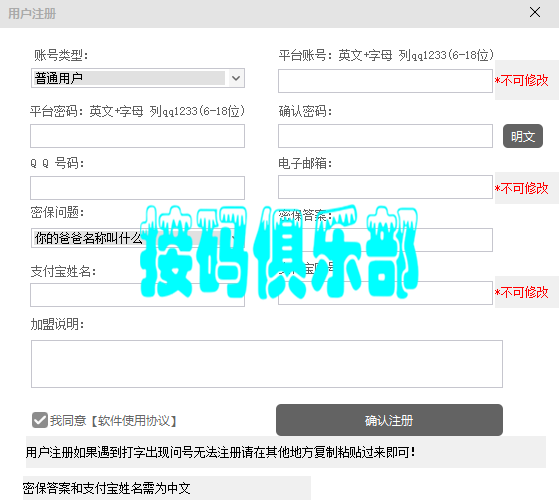 用户注册
账号类型：
平台账号：英文+字母 列qq1233(6-18位)
普通用户
*不可修改
平台密码：英文+字母 列qq1233(6-18位)
确认密码：
明文
Q Q 号码：
电子邮箱：
*不可修改
密保问题：
密保答案：
你的爸爸名称叫什么
接码俱乐部
支付宝姓名：
*不可修改
加盟说明：
我同意【软件使用协议】
确认注册
用户注册如果遇到打字出现问号无法注册请在其他地方复制粘贴过来即可！
密保答案和支付宝姓名需为中文